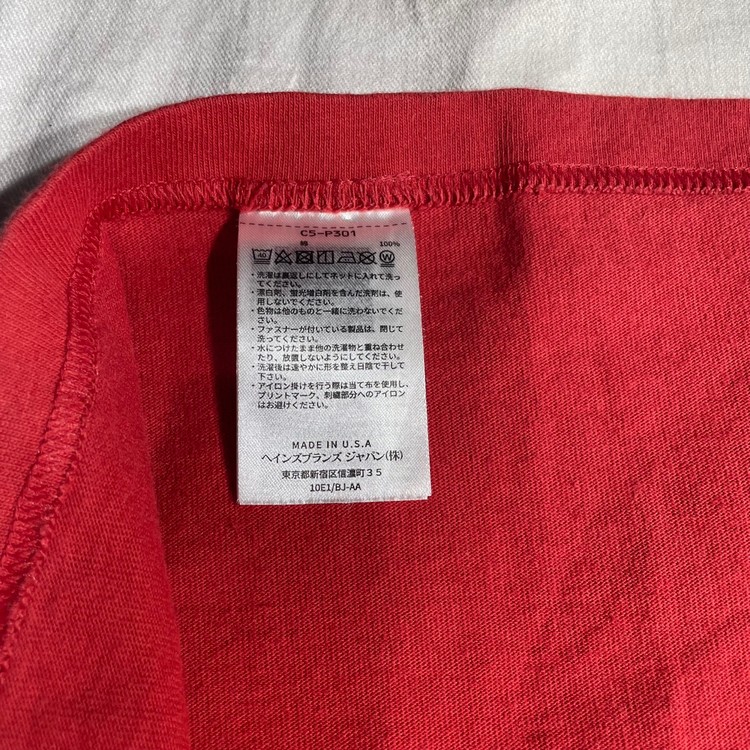 C5-P301
綿 100%
40 W
・洗濯は裏返しにしてネットに入れて洗っ
てください。
・漂白剤、蛍光増白剤を含んだ洗剤は、使
用しないでください。
・色物は他のものと一緒に洗わないでくださ
い。
・ファスナーが付いている製品は、閉じて
洗ってください。
・水につけたまま他の洗濯物と重ね合わせ
たり、放置しないようにしてください。
・洗濯後は速やかに形を整え日陰で干して
下さい。
・アイロン掛けを行う際は当て布を使用し、
プリントマーク、刺繍部分へのアイロン
はお避けください。
MADE IN U.S.A
ヘインズブランズ ジャパン(株)
東京都新宿区信濃町35
10E1/BJ-AA